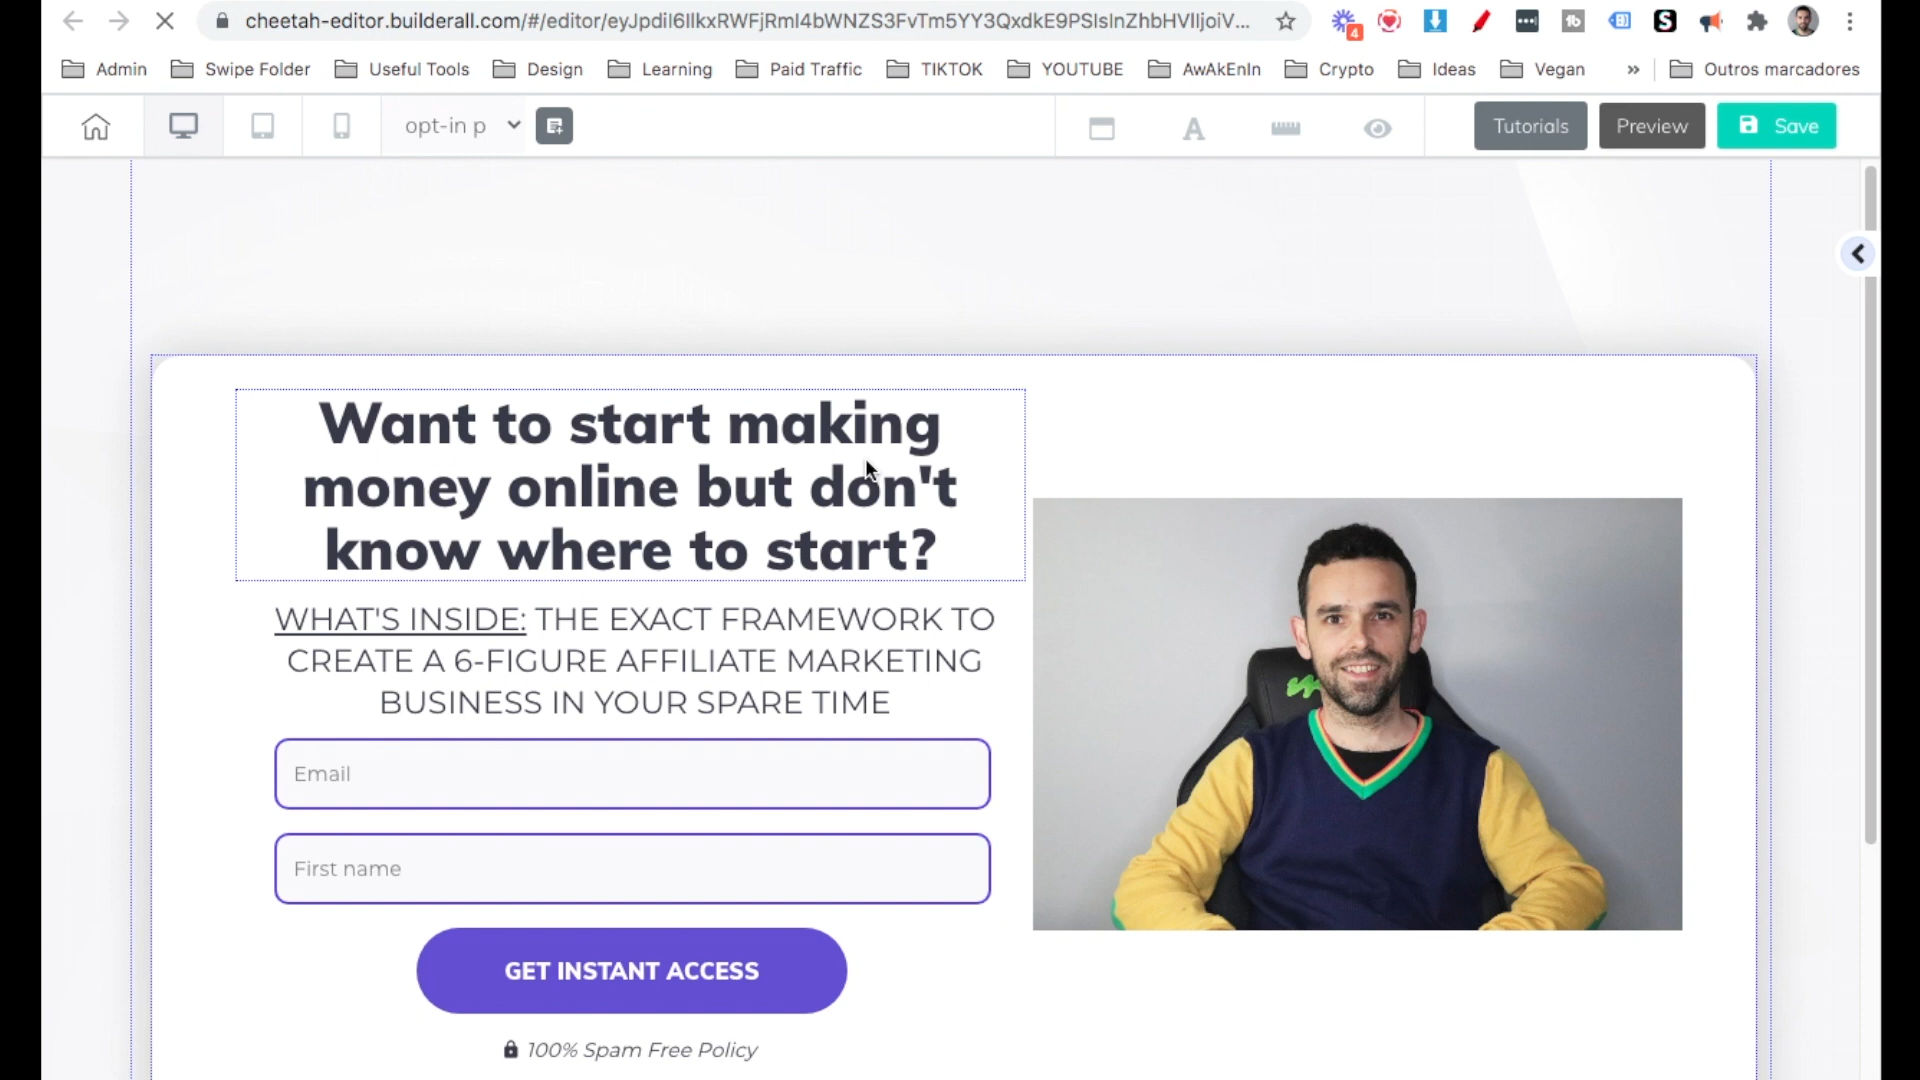 cheetah-editor.builderall.com/#/editor/
4
Admin Swipe Folder Useful Tools Design Learning Paid Traffic TIKTOK YOUTUBE AwAkEnIn Crypto Ideas Vegan » Outros marcadores
opt-in p A Tutorials Preview Save
Want to start making
money online but don't
know where to start?
WHAT'S INSIDE: THE EXACT FRAMEWORK TO
CREATE A 6-FIGURE AFFILIATE MARKETING
BUSINESS IN YOUR SPARE TIME
Email
First name
GET INSTANT ACCESS
100% Spam Free Policy